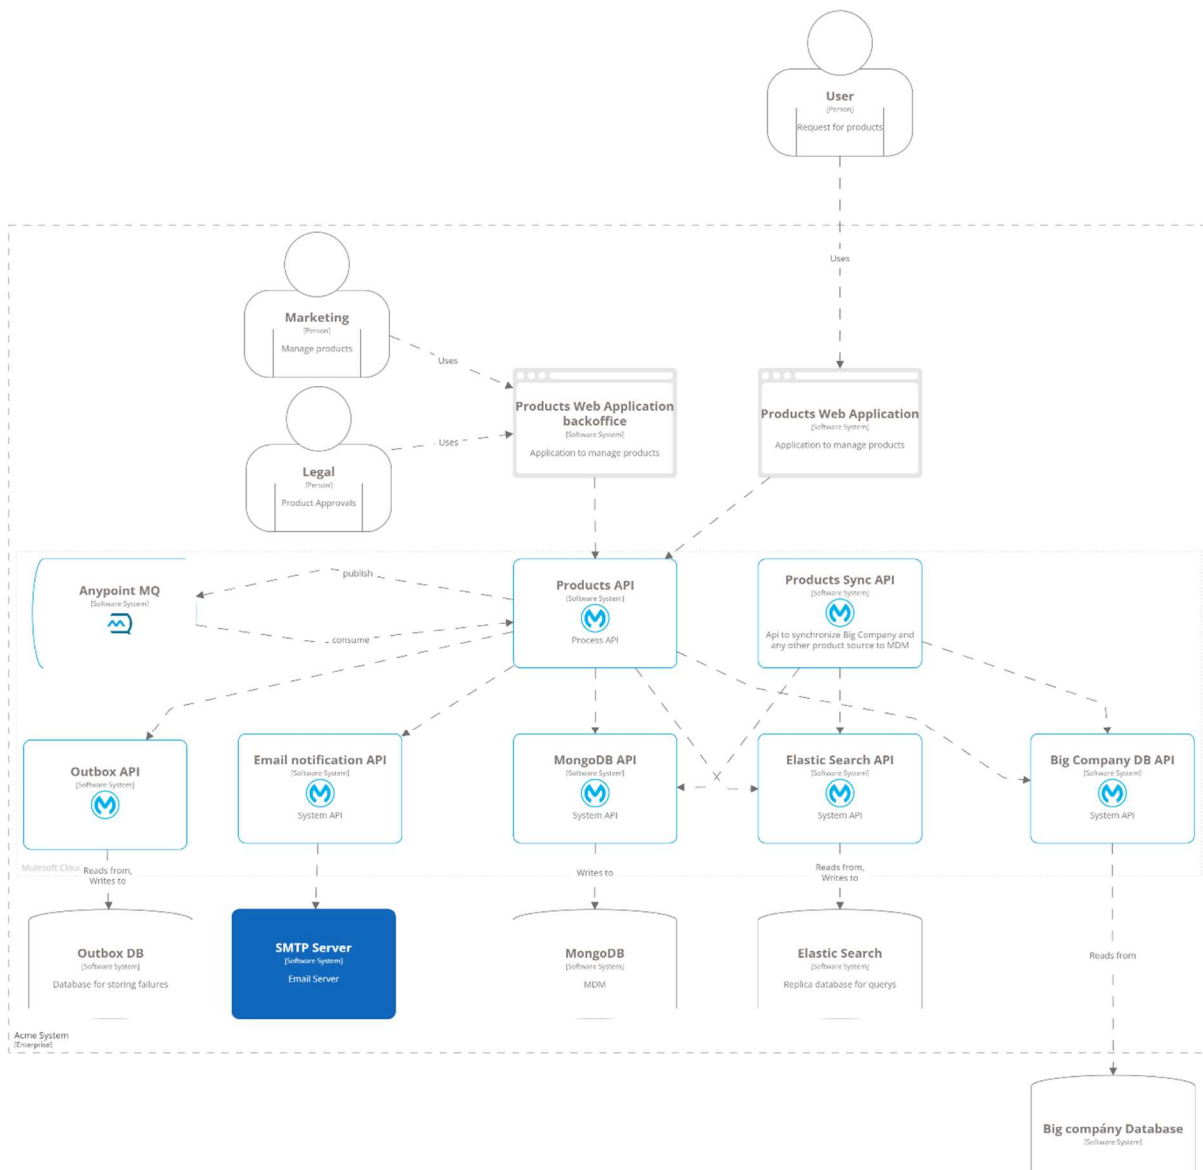 User
[Person]
Request for products
Uses
Marketing
[Person]
Manage products
Uses
Legal
[Person]
Product Approvals
Uses
Products Web Application
backoffice
[Software System]
Application to manage products
Products Web Application
[Software System]
Application to manage products
Anypoint MQ
[Software System]
publish
consume
Products API
[Software System]
Process API
Products Sync API
[Software System]
Api to synchronize Big Company and
any other product source to MDM
Outbox API
[Software System]
Email notification API
[Software System]
System API
MongoDB API
[Software System]
System API
Elastic Search API
[Software System]
System API
Big Company DB API
[Software System]
System API
Mulesoft Cloud
Reads from,
Writes to
Writes to
Reads from,
Writes to
Reads from
Outbox DB
[Software System]
Database for storing failures
SMTP Server
[Software System]
Email Server
MongoDB
[Software System]
MDM
Elastic Search
[Software System]
Replica database for querys
Acme System
[Enterprise]
Big compány Database
[Software System]